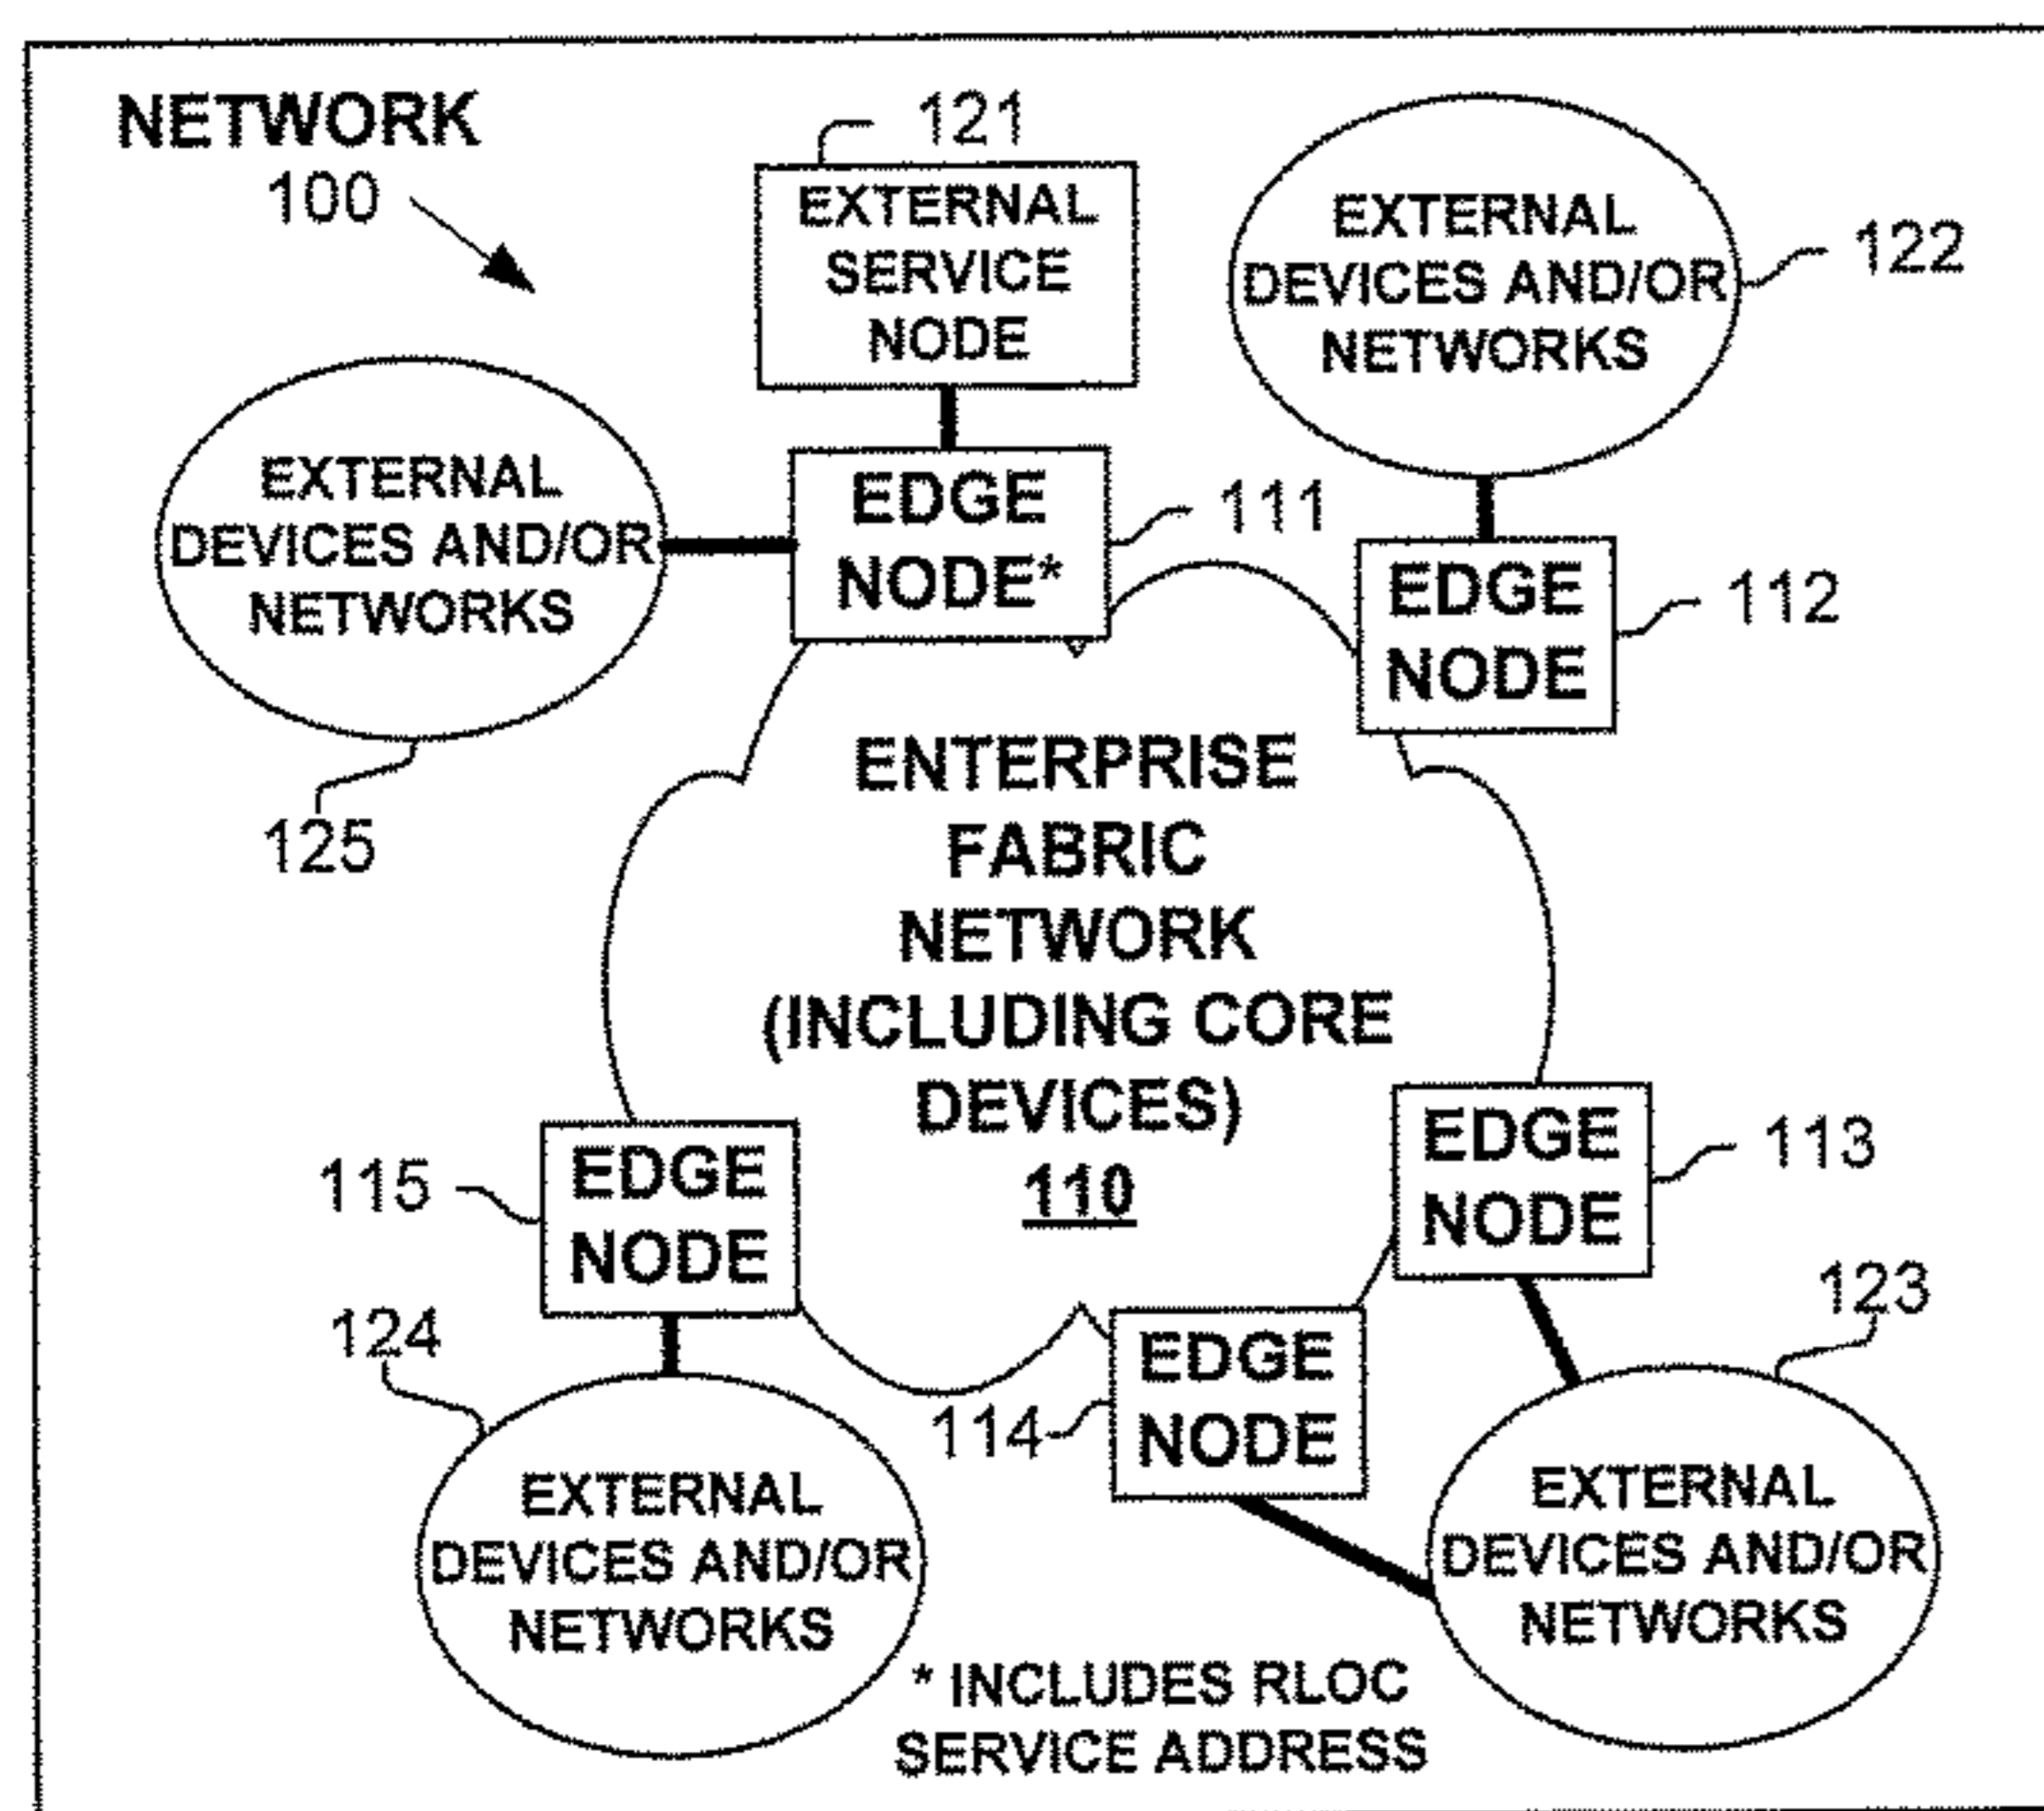 NETWORK
100
121
EXTERNAL
SERVICE
NODE
EXTERNAL
DEVICES AND/OR
NETWORKS
122
EXTERNAL
DEVICES AND/OR
NETWORKS
125
EDGE
NODE*
111
EDGE
NODE
112
ENTERPRISE
FABRIC
NETWORK
(INCLUDING CORE
DEVICES)
110
115
EDGE
NODE
EDGE
NODE
113
124
EXTERNAL
DEVICES AND/OR
NETWORKS
114
EDGE
NODE
123
EXTERNAL
DEVICES AND/OR
NETWORKS
* INCLUDES RLOC
SERVICE ADDRESS